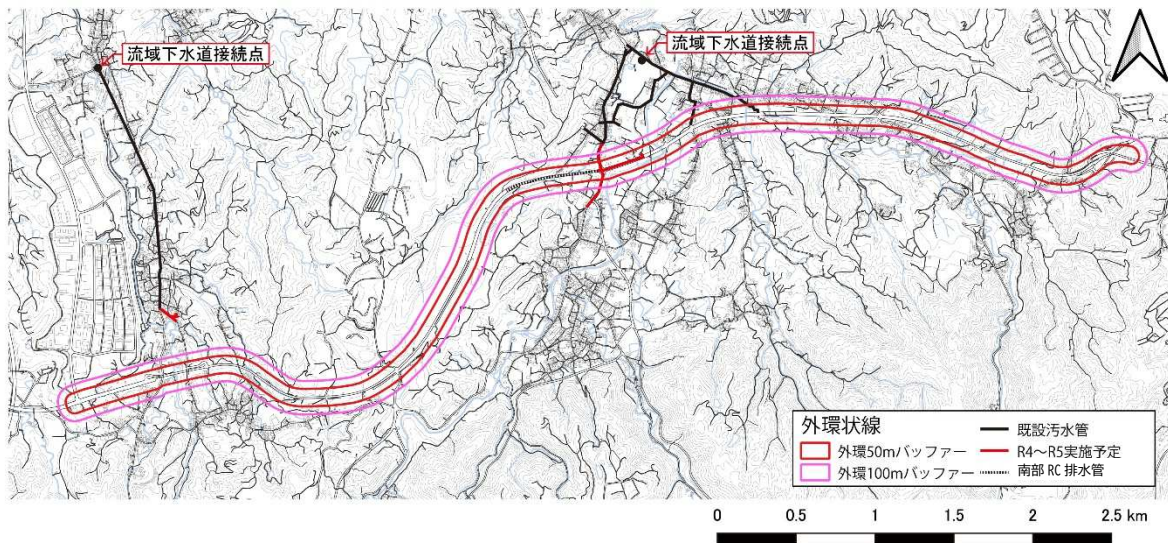 流域下水道接続点
流域下水道接続点
外環状線
外環50mバッファー
外環100mバッファー
既設汚水管
R4～R5実施予定
南部RC排水管
0 0.5 1 1.5 2 2.5 km